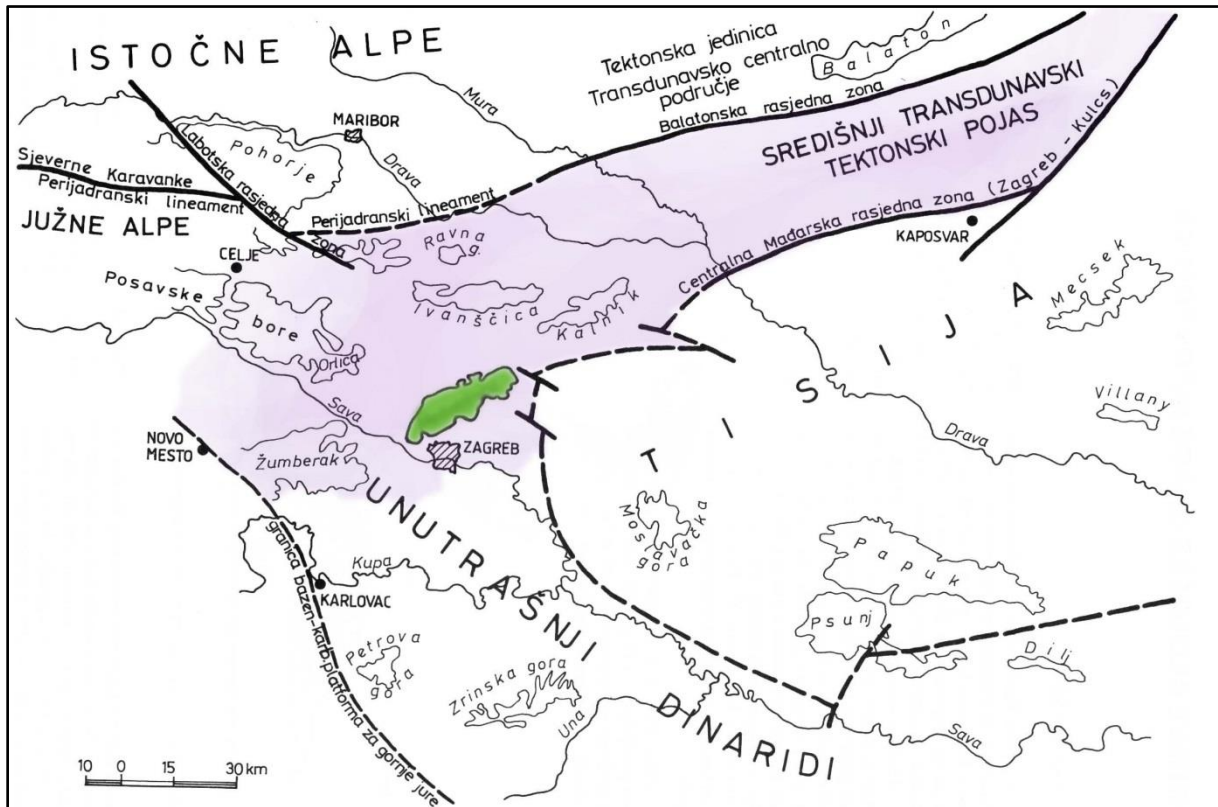 ISTOČNE ALPE
Tektonska jedinica
Transdunavsko centralno
područje
Balaton
Balatonska rasjedna zona
SREDIŠNJI TRANSDUNAVSKI
TEKTONSKI POJAS
Centralna Mađarska rasjedna zona (Zagreb - Kulcs)
Mura
MARIBOR
Drava
Labotska rasjedna
zona
Pohorje
Sjeverne Karavanke
Perijadranski lineament
Perijadranski lineament
JUŽNE ALPE
CELJE
Ravna
g.
KAPOSVAR
Mecsek
Posavske
bore
Ivanščica
Kalnik
Orlica
Sava
TISIJA
Villany
Drava
NOVO
MESTO
Žumberak
ZAGREB
UNUTRAŠNJI
DINARIDI
Moslavačka
gora
Papuk
Psunj
Dilj
granica bazen-karb. platforma za gornje jure
Kupa
KARLOVAC
Petrova
gora
Zrinska gora
Una
Sava
10 0 15 30 km